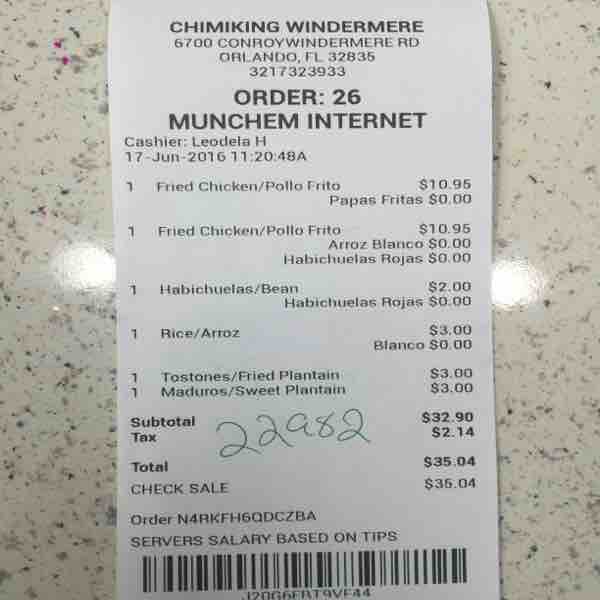 CHIMIKING WINDERMERE
6700 CONROYWINDERMERE RD
ORLANDO, FL 32835
3217323933
ORDER: 26
MUNCHEM INTERNET
Cashier: Leodela H
17-Jun-2016 11:20:48A
1 Fried Chicken/Pollo Frito $10.95
Papas Fritas $0.00
1 Fried Chicken/Pollo Frito $10.95
Arroz Blanco $0.00
Habichuelas Rojas $0.00
1 Habichuelas/Bean $2.00
Habichuelas Rojas $0.00
1 Rice/Arroz $3.00
Blanco $0.00
1 Tostones/Fried Plantain $3.00
1 Maduros/Sweet Plantain $3.00
Subtotal $32.90
Tax $2.14
22982
Total $35.04
CHECK SALE $35.04
Order N4RKFH6QDCZBA
SERVERS SALARY BASED ON TIPS